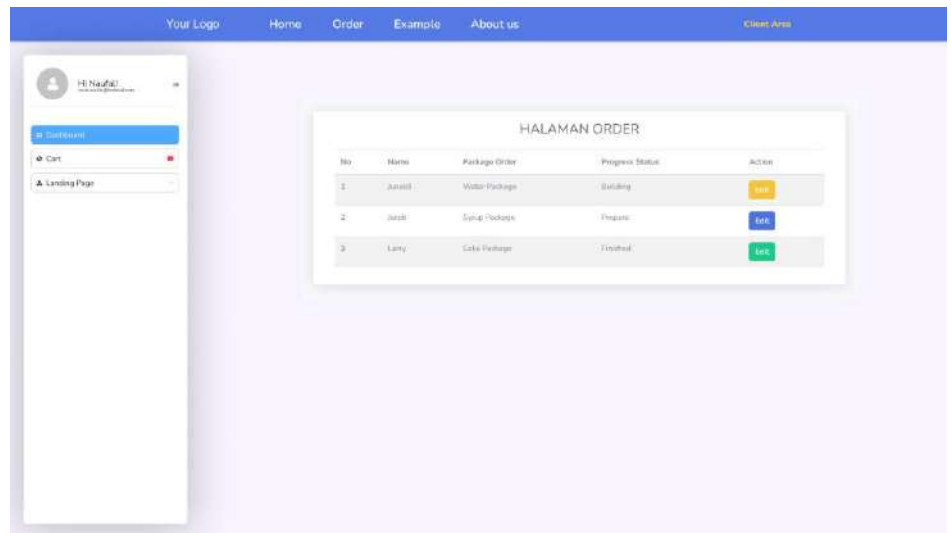 Your Logo Home Order Example About us Client Area
Hi Naufal!
Dashboard
Cart
Landing Page
HALAMAN ORDER
No Name Package Order Progress Status Action
1 Water Package Building Edit
2 Jacob Syrup Package Prepare Edit
3 Larry Package Finished Edit